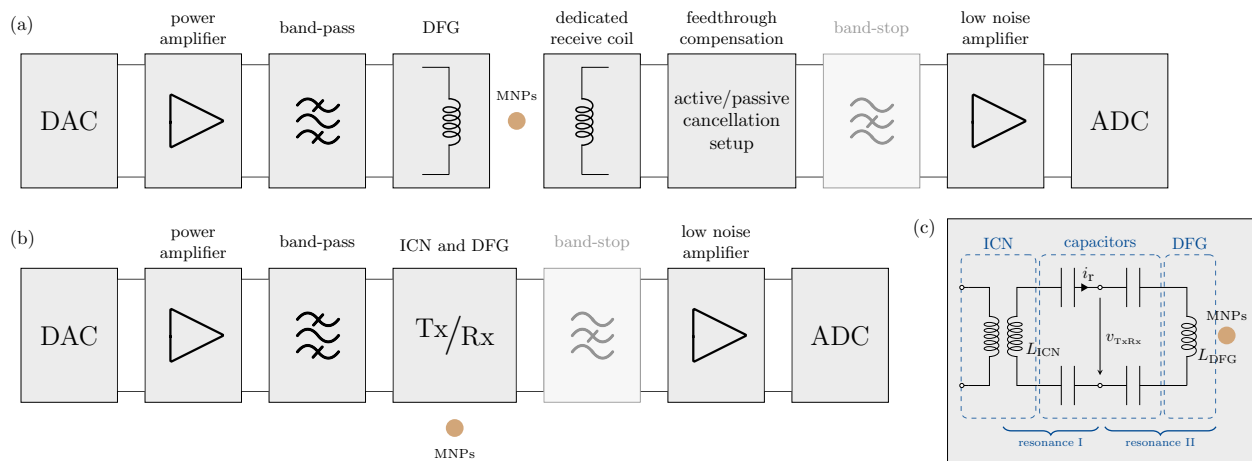 (a)
power
amplifier
band-pass
DFG
dedicated
receive coil
feedthrough
compensation
band-stop
low noise
amplifier
DAC
MNPs
active/passive
cancellation
setup
ADC
(b)
power
amplifier
band-pass
ICN and DFG
band-stop
low noise
amplifier
DAC
Tx/Rx
ADC
MNPs
(c)
ICN
capacitors
DFG
i_r
MNPs
L_ICN
v_TxRx
L_DFG
resonance I
resonance II